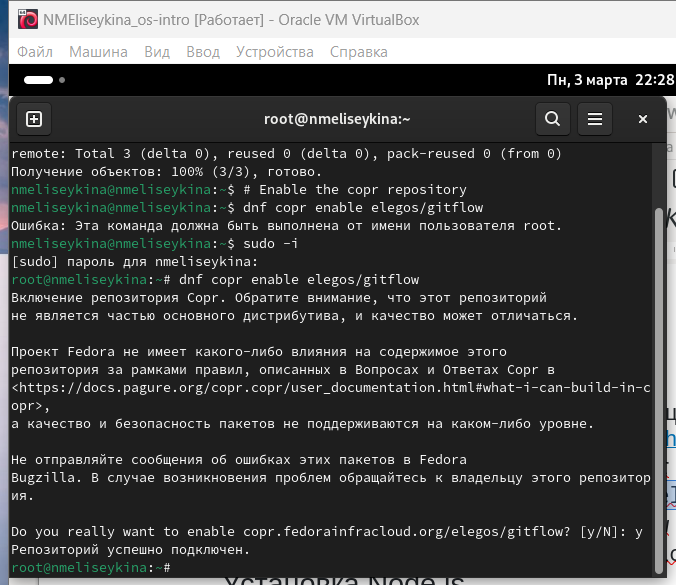 NMEliseykina_os-intro [Работает] - Oracle VM VirtualBox
Файл Машина Вид Ввод Устройства Справка
Пн, 3 марта 22:28
root@nmeliseykina:~
remote: Total 3 (delta 0), reused 0 (delta 0), pack-reused 0 (from 0)
Получение объектов: 100% (3/3), готово.
nmeliseykina@nmeliseykina:~$ # Enable the copr repository
nmeliseykina@nmeliseykina:~$ dnf copr enable elegos/gitflow
Ошибка: Эта команда должна быть выполнена от имени пользователя root.
nmeliseykina@nmeliseykina:~$ sudo -i
[sudo] пароль для nmeliseykina:
root@nmeliseykina:~# dnf copr enable elegos/gitflow
Включение репозитория Copr. Обратите внимание, что этот репозиторий
не является частью основного дистрибутива, и качество может отличаться.
Проект Fedora не имеет какого-либо влияния на содержимое этого
репозитория за рамками правил, описанных в Вопросах и Ответах Copr в
<https://docs.pagure.org/copr.copr/user_documentation.html#what-i-can-build-in-c
opr>,
а качество и безопасность пакетов не поддерживаются на каком-либо уровне.
Не отправляйте сообщения об ошибках этих пакетов в Fedora
Bugzilla. В случае возникновения проблем обращайтесь к владельцу этого репозитор
ия.
Do you really want to enable copr.fedorainfracloud.org/elegos/gitflow? [y/N]: y
Репозиторий успешно подключен.
root@nmeliseykina:~#
Установка Node.js